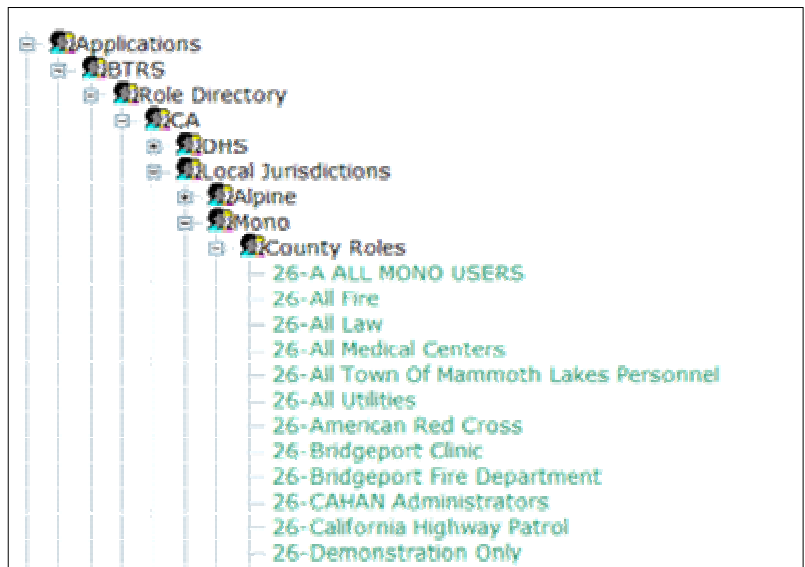 Applications
BTRS
Role Directory
CA
DHS
Local Jurisdictions
Alpine
Mono
County Roles
26-A ALL MONO USERS
26-All Fire
26-All Law
26-All Medical Centers
26-All Town Of Mammoth Lakes Personnel
26-All Utilities
26-American Red Cross
26-Bridgeport Clinic
26-Bridgeport Fire Department
26-CAHAN Administrators
26-California Highway Patrol
26-Demonstration Only